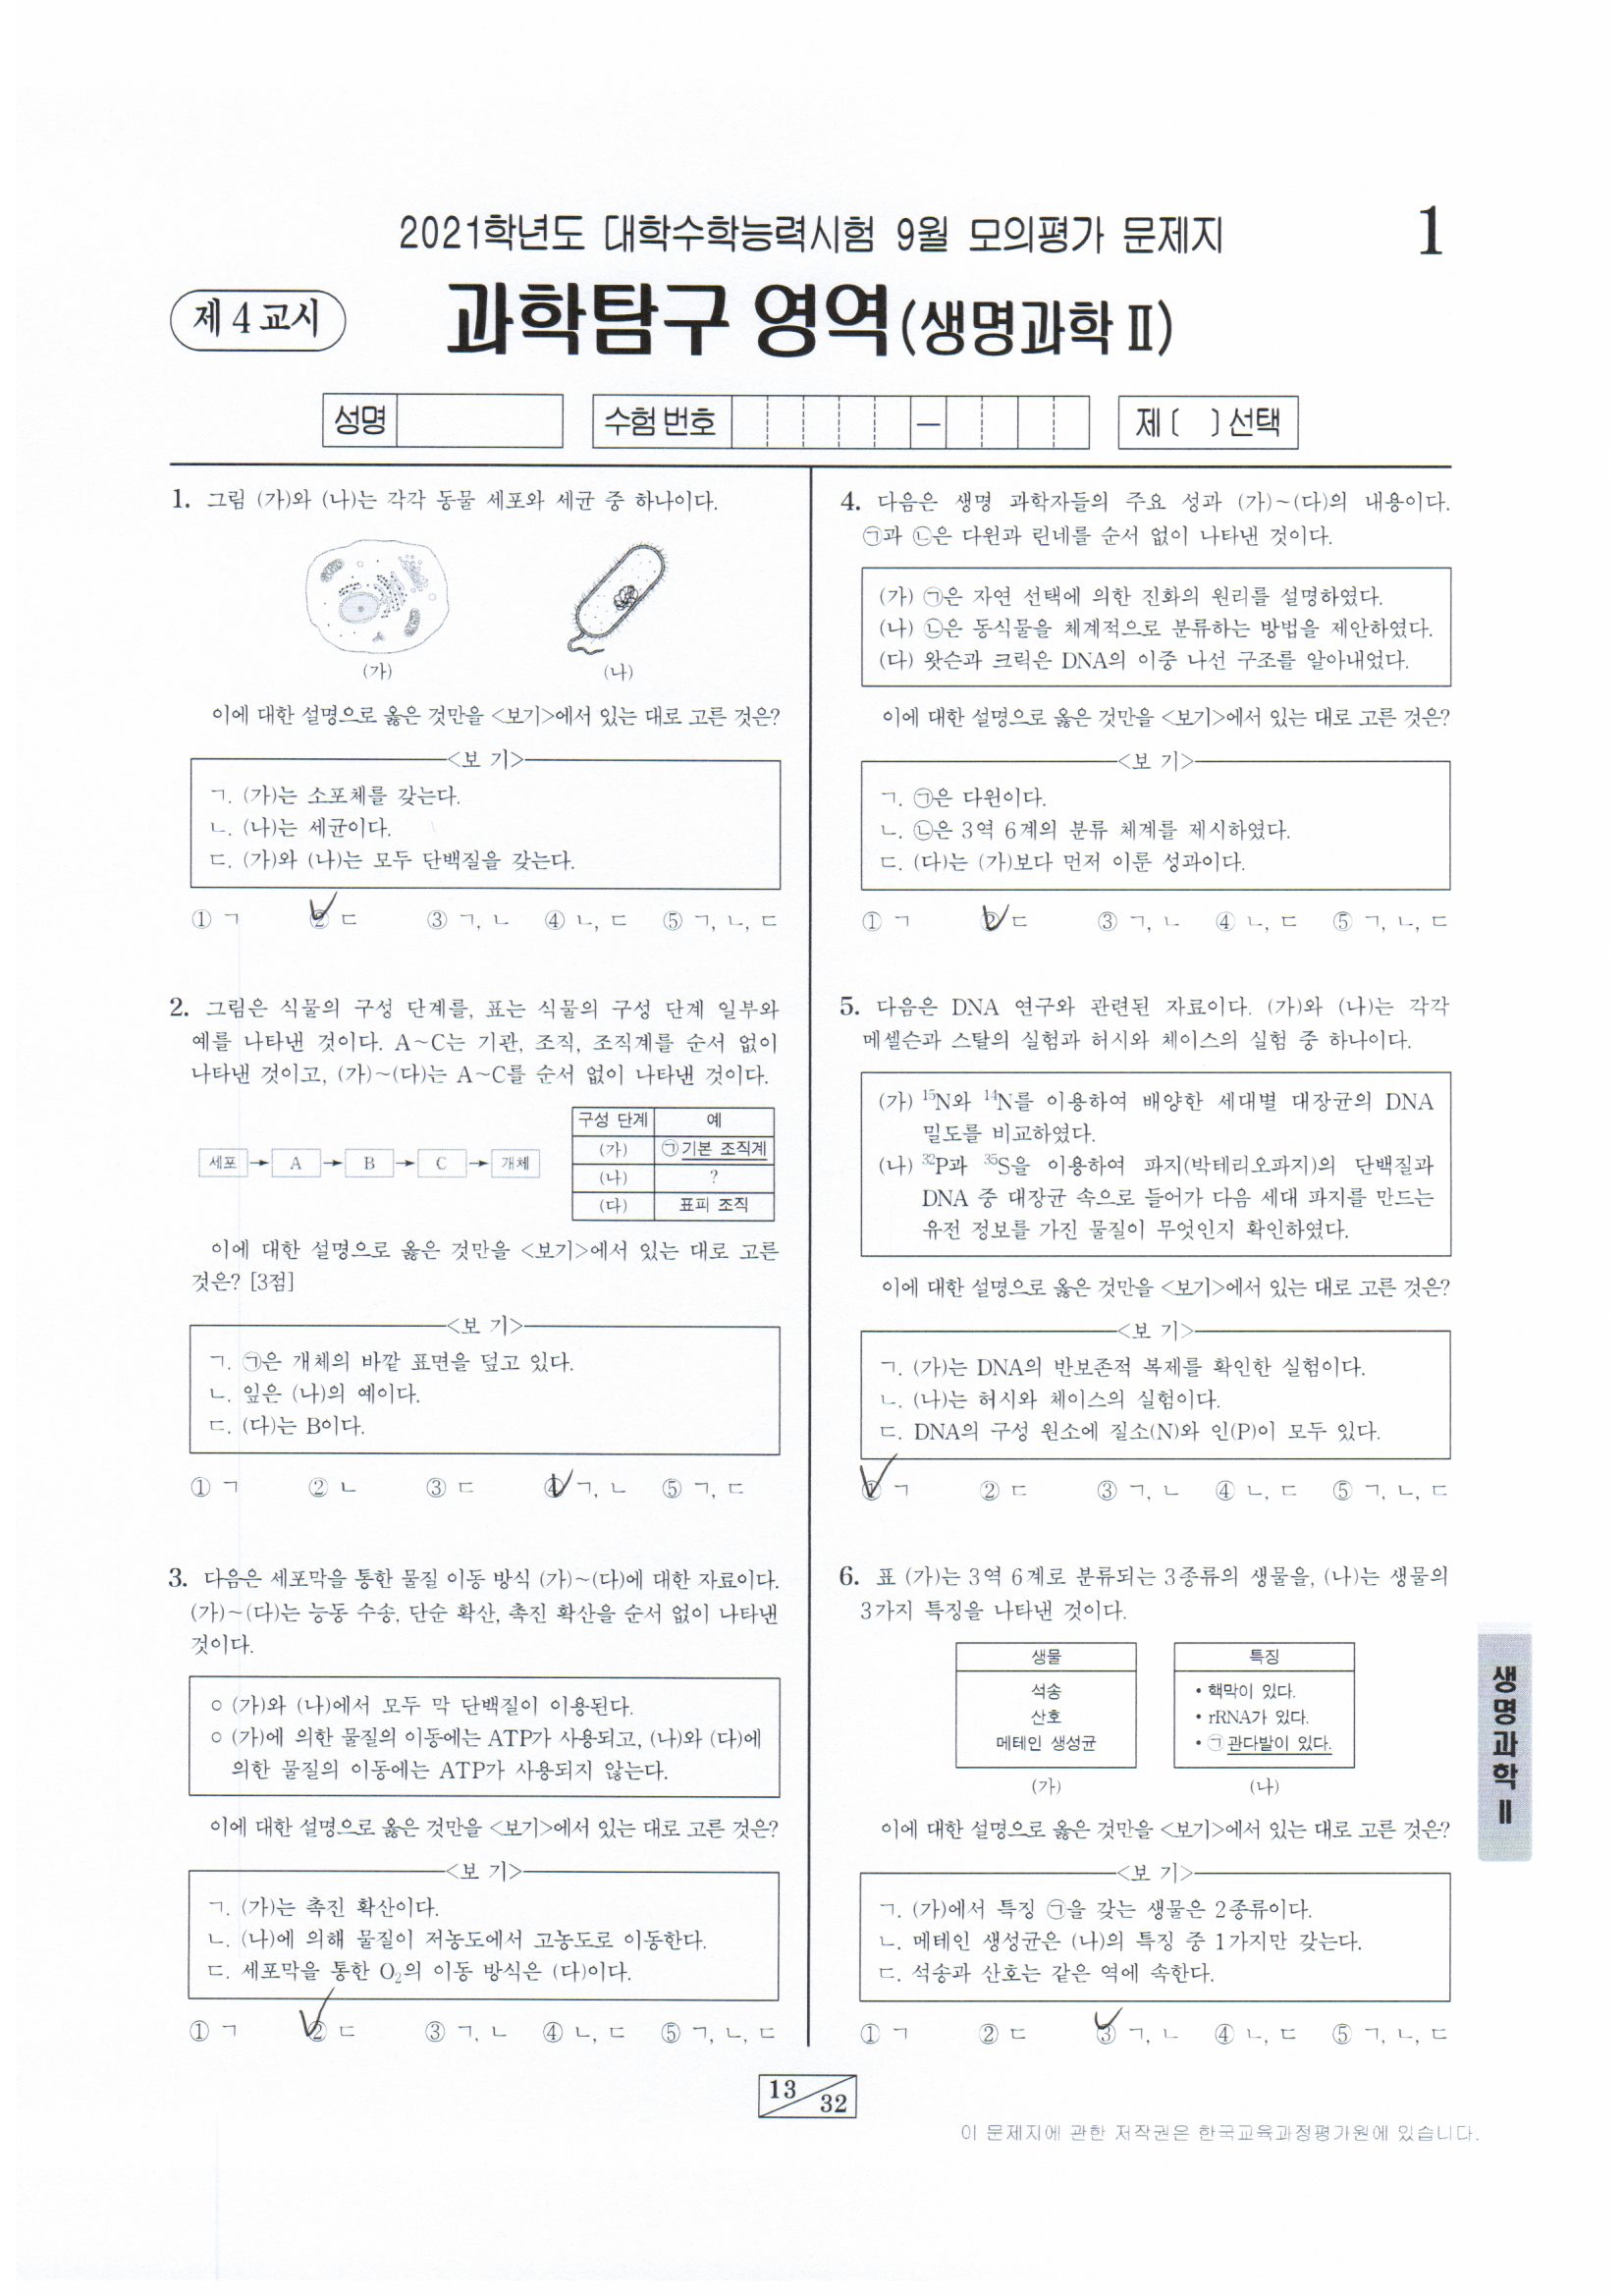 2021학년도 대학수학능력시험 9월 모의평가 문제지
1
제 4 교시
과학탐구 영역(생명과학Ⅱ)
성명
수험 번호
—
제 [ ] 선택
1. 그림 (가)와 (나)는 각각 동물 세포와 세균 중 하나이다.
(가)
(나)
이에 대한 설명으로 옳은 것만을 <보기>에서 있는 대로 고른 것은?
<보 기>
ㄱ. (가)는 소포체를 갖는다.
ㄴ. (나)는 세균이다.
ㄷ. (가)와 (나)는 모두 단백질을 갖는다.
① ㄱ ② ㄷ ③ ㄱ, ㄴ ④ ㄴ, ㄷ ⑤ ㄱ, ㄴ, ㄷ
2. 그림은 식물의 구성 단계를, 표는 식물의 구성 단계 일부와
예를 나타낸 것이다. A~C는 기관, 조직, 조직계를 순서 없이
나타낸 것이고, (가)~(다)는 A~C를 순서 없이 나타낸 것이다.
세포 → A → B → C → 개체
구성 단계 예
(가) ㉠기본 조직계
(나) ?
(다) 표피 조직
이에 대한 설명으로 옳은 것만을 <보기>에서 있는 대로 고른
것은? [3점]
<보 기>
ㄱ. ㉠은 개체의 바깥 표면을 덮고 있다.
ㄴ. 잎은 (나)의 예이다.
ㄷ. (다)는 B이다.
① ㄱ ② ㄴ ③ ㄷ ④ ㄱ, ㄴ ⑤ ㄱ, ㄷ
3. 다음은 세포막을 통한 물질 이동 방식 (가)~(다)에 대한 자료이다.
(가)~(다)는 능동 수송, 단순 확산, 촉진 확산을 순서 없이 나타낸
것이다.
○ (가)와 (나)에서 모두 막 단백질이 이용된다.
○ (가)에 의한 물질의 이동에는 ATP가 사용되고, (나)와 (다)에
의한 물질의 이동에는 ATP가 사용되지 않는다.
이에 대한 설명으로 옳은 것만을 <보기>에서 있는 대로 고른 것은?
<보 기>
ㄱ. (가)는 촉진 확산이다.
ㄴ. (나)에 의해 물질이 저농도에서 고농도로 이동한다.
ㄷ. 세포막을 통한 O₂의 이동 방식은 (다)이다.
① ㄱ ② ㄷ ③ ㄱ, ㄴ ④ ㄴ, ㄷ ⑤ ㄱ, ㄴ, ㄷ
4. 다음은 생명 과학자들의 주요 성과 (가)~(다)의 내용이다.
㉠과 ㉡은 다윈과 린네를 순서 없이 나타낸 것이다.
(가) ㉠은 자연 선택에 의한 진화의 원리를 설명하였다.
(나) ㉡은 동식물을 체계적으로 분류하는 방법을 제안하였다.
(다) 왓슨과 크릭은 DNA의 이중 나선 구조를 알아내었다.
이에 대한 설명으로 옳은 것만을 <보기>에서 있는 대로 고른 것은?
<보 기>
ㄱ. ㉠은 다윈이다.
ㄴ. ㉡은 3역 6계의 분류 체계를 제시하였다.
ㄷ. (다)는 (가)보다 먼저 이룬 성과이다.
① ㄱ ② ㄷ ③ ㄱ, ㄴ ④ ㄴ, ㄷ ⑤ ㄱ, ㄴ, ㄷ
5. 다음은 DNA 연구와 관련된 자료이다. (가)와 (나)는 각각
메셀슨과 스탈의 실험과 허시와 체이스의 실험 중 하나이다.
(가) ¹⁵N와 ¹⁴N를 이용하여 배양한 세대별 대장균의 DNA
밀도를 비교하였다.
(나) ³²P과 ³⁵S을 이용하여 파지(박테리오파지)의 단백질과
DNA 중 대장균 속으로 들어가 다음 세대 파지를 만드는
유전 정보를 가진 물질이 무엇인지 확인하였다.
이에 대한 설명으로 옳은 것만을 <보기>에서 있는 대로 고른 것은?
<보 기>
ㄱ. (가)는 DNA의 반보존적 복제를 확인한 실험이다.
ㄴ. (나)는 허시와 체이스의 실험이다.
ㄷ. DNA의 구성 원소에 질소(N)와 인(P)이 모두 있다.
① ㄱ ② ㄷ ③ ㄱ, ㄴ ④ ㄴ, ㄷ ⑤ ㄱ, ㄴ, ㄷ
6. 표 (가)는 3역 6계로 분류되는 3종류의 생물을, (나)는 생물의
3가지 특징을 나타낸 것이다.
생물
석송
산호
메테인 생성균
(가)
특징
• 핵막이 있다.
• rRNA가 있다.
• ㉠관다발이 있다.
(나)
이에 대한 설명으로 옳은 것만을 <보기>에서 있는 대로 고른 것은?
<보 기>
ㄱ. (가)에서 특징 ㉠을 갖는 생물은 2종류이다.
ㄴ. 메테인 생성균은 (나)의 특징 중 1가지만 갖는다.
ㄷ. 석송과 산호는 같은 역에 속한다.
① ㄱ ② ㄷ ③ ㄱ, ㄴ ④ ㄴ, ㄷ ⑤ ㄱ, ㄴ, ㄷ
생명과학Ⅱ
13
32
이 문제지에 관한 저작권은 한국교육과정평가원에 있습니다.